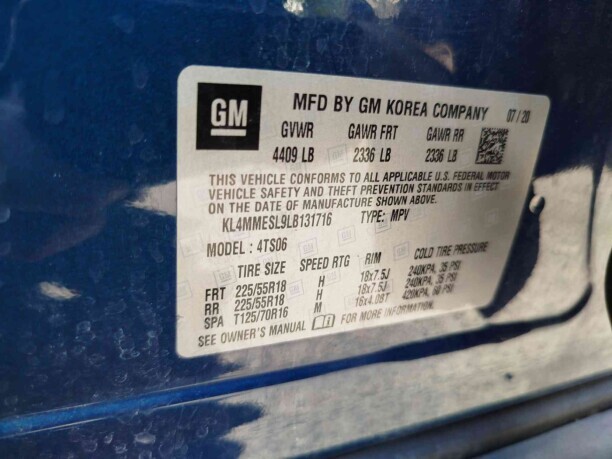 GM
MFD BY GM KOREA COMPANY 07/20
GVWR GAWR FRT GAWR RR
4409 LB 2336 LB 2336 LB
THIS VEHICLE CONFORMS TO ALL APPLICABLE U.S. FEDERAL MOTOR
VEHICLE SAFETY AND THEFT PREVENTION STANDARDS IN EFFECT
ON THE DATE OF MANUFACTURE SHOWN ABOVE.
KL4MMESL9LB131716 TYPE: MPV
MODEL: 4TS06
TIRE SIZE SPEED RTG RIM COLD TIRE PRESSURE
FRT 225/55R18 H 18x7.5J 240KPA, 35 PSI
RR 225/55R18 H 18x7.5J 240KPA, 35 PSI
SPA T125/70R16 M 16x4.0BT 420KPA, 60 PSI
SEE OWNER'S MANUAL FOR MORE INFORMATION.